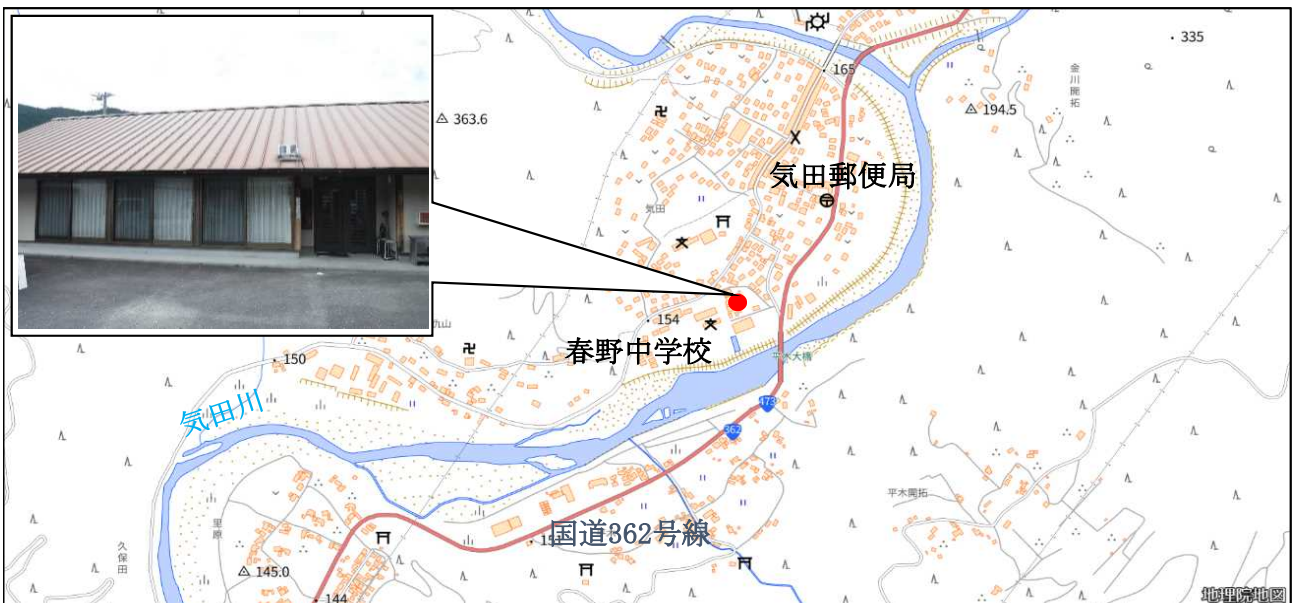 335
165
金川開拓
363.6
194.5
気田郵便局
気田
154
春野中学校
150
平木大橋
気田川
473
362
平木開拓
里原
国道362号線
久保田
145.0
144
地理院地図